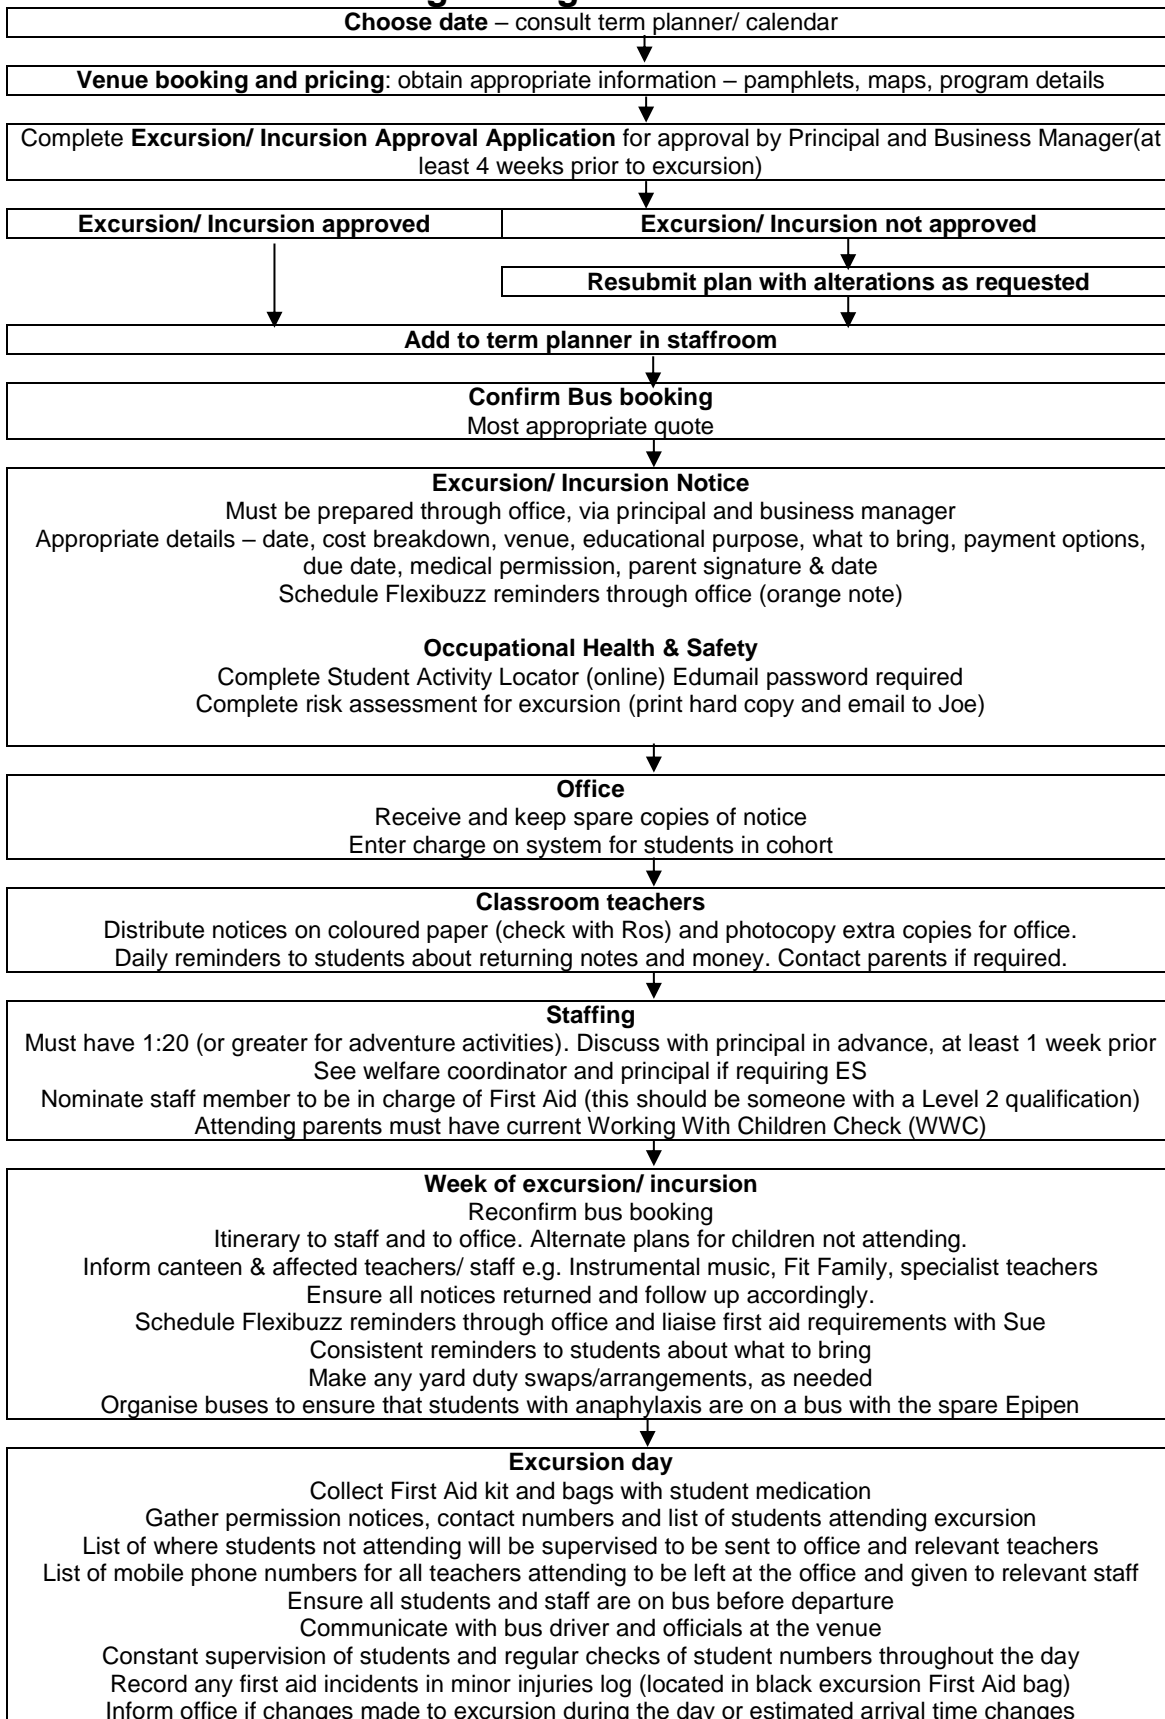 Choose date – consult term planner/ calendar
Venue booking and pricing: obtain appropriate information – pamphlets, maps, program details
Complete Excursion/ Incursion Approval Application for approval by Principal and Business Manager(at
least 4 weeks prior to excursion)
Excursion/ Incursion approved
Excursion/ Incursion not approved
Resubmit plan with alterations as requested
Add to term planner in staffroom
Confirm Bus booking
Most appropriate quote
Excursion/ Incursion Notice
Must be prepared through office, via principal and business manager
Appropriate details – date, cost breakdown, venue, educational purpose, what to bring, payment options,
due date, medical permission, parent signature & date
Schedule Flexibuzz reminders through office (orange note)
Occupational Health & Safety
Complete Student Activity Locator (online) Edumail password required
Complete risk assessment for excursion (print hard copy and email to Joe)
Office
Receive and keep spare copies of notice
Enter charge on system for students in cohort
Classroom teachers
Distribute notices on coloured paper (check with Ros) and photocopy extra copies for office.
Daily reminders to students about returning notes and money. Contact parents if required.
Staffing
Must have 1:20 (or greater for adventure activities). Discuss with principal in advance, at least 1 week prior
See welfare coordinator and principal if requiring ES
Nominate staff member to be in charge of First Aid (this should be someone with a Level 2 qualification)
Attending parents must have current Working With Children Check (WWC)
Week of excursion/ incursion
Reconfirm bus booking
Itinerary to staff and to office. Alternate plans for children not attending.
Inform canteen & affected teachers/ staff e.g. Instrumental music, Fit Family, specialist teachers
Ensure all notices returned and follow up accordingly.
Schedule Flexibuzz reminders through office and liaise first aid requirements with Sue
Consistent reminders to students about what to bring
Make any yard duty swaps/arrangements, as needed
Organise buses to ensure that students with anaphylaxis are on a bus with the spare Epipen
Excursion day
Collect First Aid kit and bags with student medication
Gather permission notices, contact numbers and list of students attending excursion
List of where students not attending will be supervised to be sent to office and relevant teachers
List of mobile phone numbers for all teachers attending to be left at the office and given to relevant staff
Ensure all students and staff are on bus before departure
Communicate with bus driver and officials at the venue
Constant supervision of students and regular checks of student numbers throughout the day
Record any first aid incidents in minor injuries log (located in black excursion First Aid bag)
Inform office if changes made to excursion during the day or estimated arrival time changes